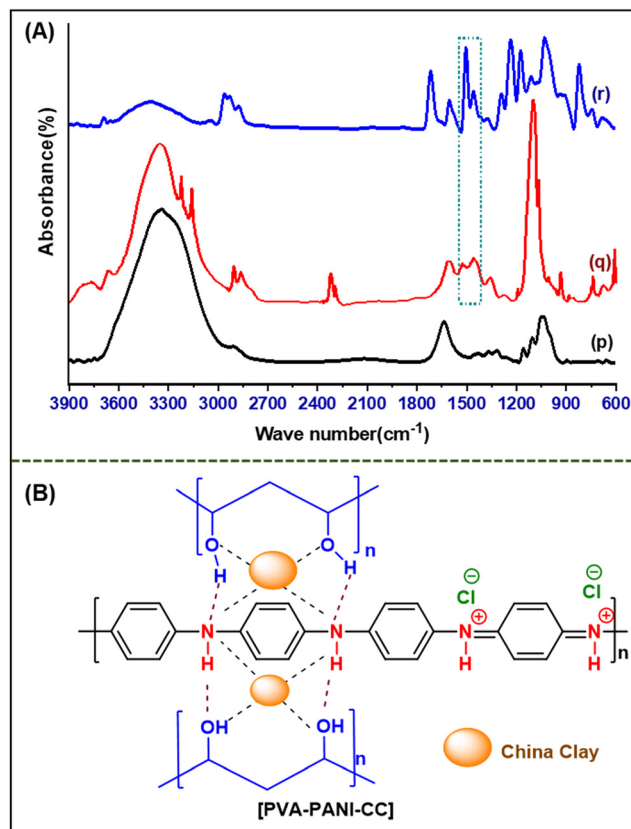 (A)
Absorbance(%)
(r)
(q)
(p)
3900 3600 3300 3000 2700 2400 2100 1800 1500 1200 900 600
Wave number(cm⁻¹)
(B)
n
O O
H H
⊖ ⊖
Cl Cl
⊕ ⊕
N N N N
H H H H
n
OH OH
n
China Clay
[PVA-PANI-CC]